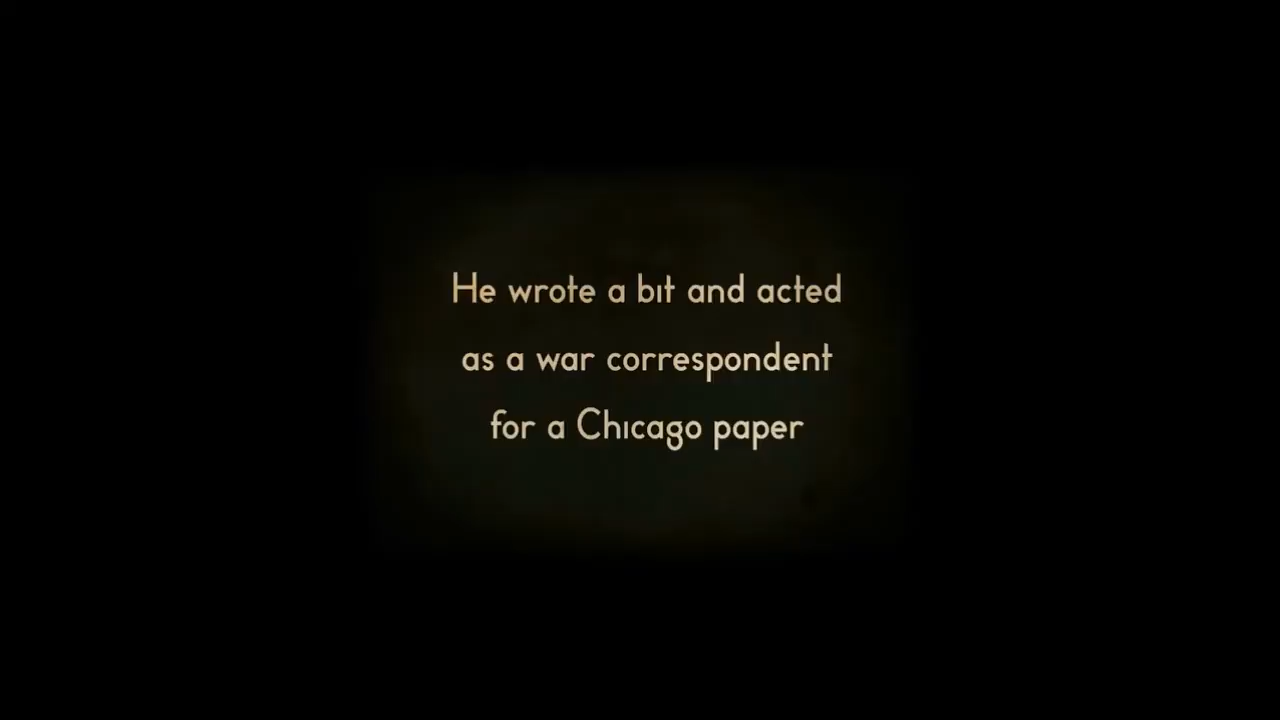 He wrote a bit and acted
as a war correspondent
for a Chicago paper